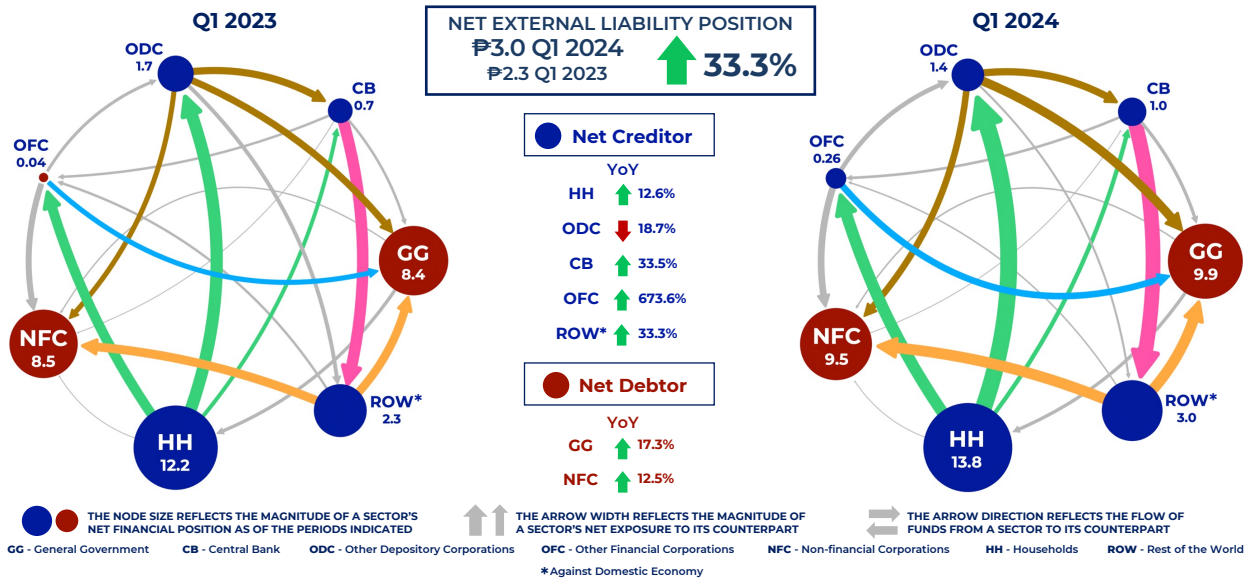 Q1 2023
ODC
1.7
CB
0.7
OFC
0.04
GG
8.4
NFC
8.5
ROW*
2.3
HH
12.2
NET EXTERNAL LIABILITY POSITION
₱3.0 Q1 2024
₱2.3 Q1 2023
33.3%
Net Creditor
YoY
HH 12.6%
ODC 18.7%
CB 33.5%
OFC 673.6%
ROW* 33.3%
Net Debtor
YoY
GG 17.3%
NFC 12.5%
Q1 2024
ODC
1.4
CB
1.0
OFC
0.26
GG
9.9
NFC
9.5
ROW*
3.0
HH
13.8
THE NODE SIZE REFLECTS THE MAGNITUDE OF A SECTOR'S
NET FINANCIAL POSITION AS OF THE PERIODS INDICATED
THE ARROW WIDTH REFLECTS THE MAGNITUDE OF
A SECTOR'S NET EXPOSURE TO ITS COUNTERPART
THE ARROW DIRECTION REFLECTS THE FLOW OF
FUNDS FROM A SECTOR TO ITS COUNTERPART
GG - General Government CB - Central Bank ODC - Other Depository Corporations OFC - Other Financial Corporations NFC - Non-financial Corporations HH - Households ROW - Rest of the World
*Against Domestic Economy